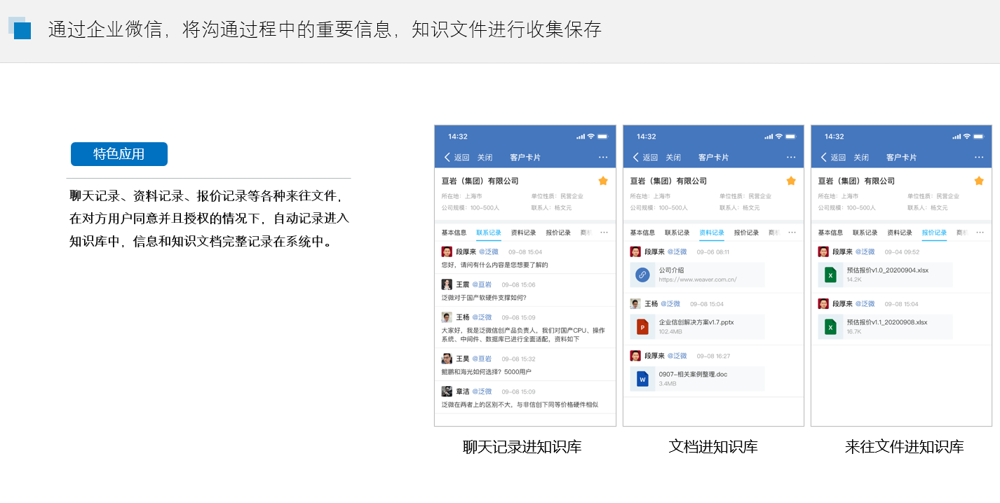 通过企业微信，将沟通过程中的重要信息，知识文件进行收集保存
特色应用
聊天记录、资料记录、报价记录等各种来往文件，
在对方用户同意并且授权的情况下，自动记录进入
知识库中，信息和知识文档完整记录在系统中。
14:32
返回 关闭 客户卡片 ···
亘岩（集团）有限公司
所在地：上海市 单位性质：民营企业
公司规模：100-500人 联系人：杨文元
基本信息 联系记录 资料记录 报价记录 商机 ···
段厚来 @泛微 09-08 15:04
您好，请问有什么内容是您想要了解的
王震 @亘岩 09-08 15:06
泛微对于国产软硬件支撑如何？
王杨 @泛微 09-08 15:09
大家好，我是泛微信创产品负责人，我们对国产CPU、操作
系统、中间件、数据库已进行全面适配，资料如下
王昊 @亘岩 09-08 15:32
鲲鹏和海光如何选择？5000用户
章洁 @泛微 09-08 15:09
泛微在两者上的区别不大，与非信创下同等价格硬件相似
聊天记录进知识库
14:32
返回 关闭 客户卡片 ···
亘岩（集团）有限公司
所在地：上海市 单位性质：民营企业
公司规模：100-500人 联系人：杨文元
基本信息 联系记录 资料记录 报价记录 商机 ···
段厚来 @泛微 09-06 08:11
公司介绍
https://www.weaver.com.cn/
王杨 @泛微 09-08 15:04
P 企业信创解决方案v1.7.pptx
102.4MB
段厚来 @泛微 09-08 16:27
W 0907-相关案例整理.doc
3.4MB
文档进知识库
14:32
返回 关闭 客户卡片 ···
亘岩（集团）有限公司
所在地：上海市 单位性质：民营企业
公司规模：100-500人 联系人：杨文元
基本信息 联系记录 资料记录 报价记录 商机 ···
段厚来 @泛微 09-04 09:52
X 预估报价v1.0_20200904.xlsx
14.2K
段厚来 @泛微 09-08 15:04
X 预估报价v1.1_20200908.xlsx
16.7K
来往文件进知识库